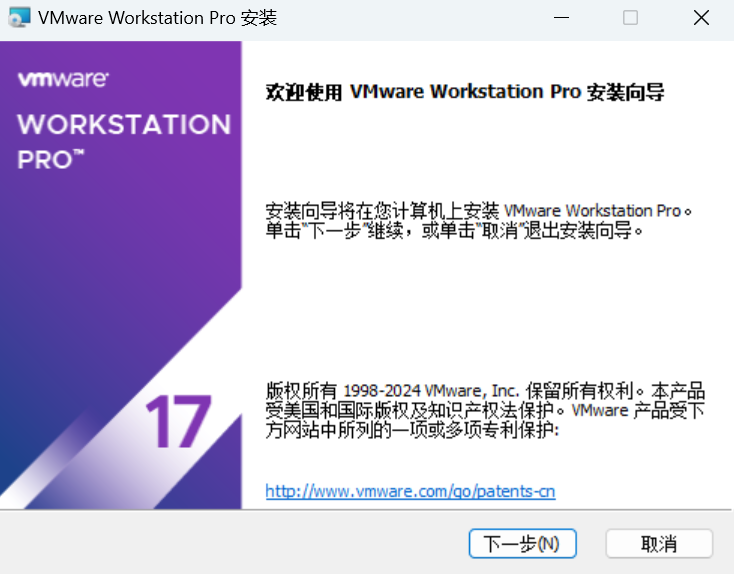 VMware Workstation Pro 安装
vmware
WORKSTATION
PRO™
17
欢迎使用 VMware Workstation Pro 安装向导
安装向导将在您计算机上安装 VMware Workstation Pro。
单击“下一步”继续，或单击“取消”退出安装向导。
版权所有 1998-2024 VMware, Inc. 保留所有权利。本产品
受美国和国际版权及知识产权法保护。VMware 产品受下
方网站中所列的一项或多项专利保护:
http://www.vmware.com/go/patents-cn
下一步(N)
取消